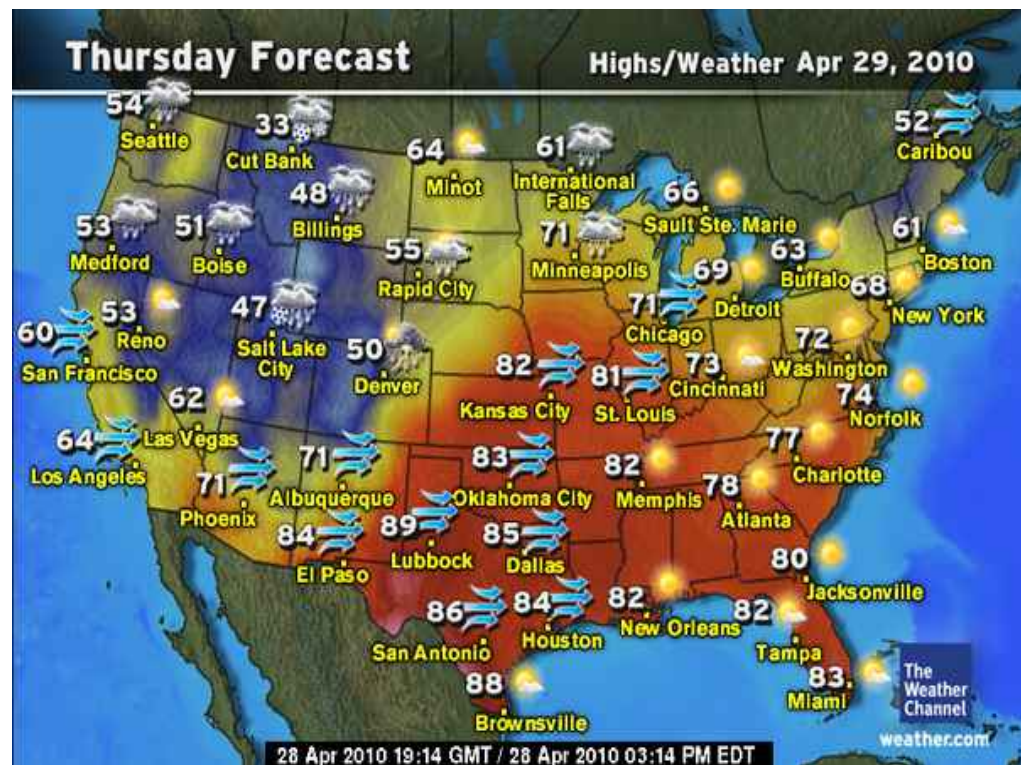 Thursday Forecast
Highs/Weather Apr 29, 2010
54
Seattle
33
Cut Bank
64
Minot
61
International
Falls
52
Caribou
48
Billings
66
Sault Ste. Marie
53
Medford
51
Boise
55
Rapid City
71
Minneapolis
69
Detroit
63
Buffalo
61
Boston
60
San Francisco
53
Reno
47
Salt Lake
City
50
Denver
71
Chicago
68
New York
82
Kansas City
81
St. Louis
73
Cincinnati
72
Washington
74
Norfolk
62
Las Vegas
64
Los Angeles
71
Phoenix
71
Albuquerque
83
Oklahoma City
82
Memphis
77
Charlotte
78
Atlanta
84
El Paso
89
Lubbock
85
Dallas
80
Jacksonville
86
San Antonio
84
Houston
82
New Orleans
82
Tampa
88
Brownsville
83
Miami
The
Weather
Channel
weather.com
28 Apr 2010 19:14 GMT / 28 Apr 2010 03:14 PM EDT